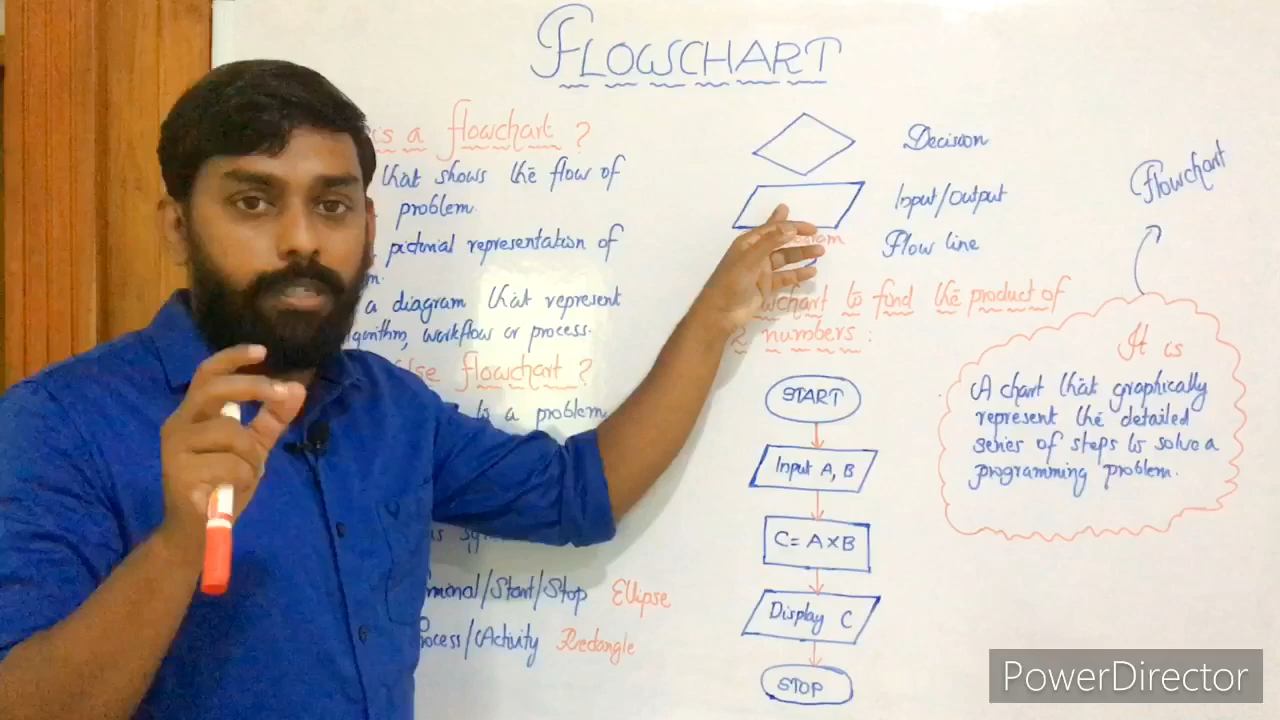 FLOWCHART
is a flowchart ?
that shows the flow of
problem.
pictorial representation of
a diagram that represent
algorithm, workflow or process.
flowchart ?
to a problem
Terminal/Start/Stop Ellipse
Process/Activity Rectangle
Decision
Input/Output
Flow line
flowchart to find the product of
2 numbers :
START
Input A, B
C = A×B
Display C
STOP
Flowchart
It is
A chart that graphically
represent the detailed
series of steps to solve a
programming problem.
PowerDirector